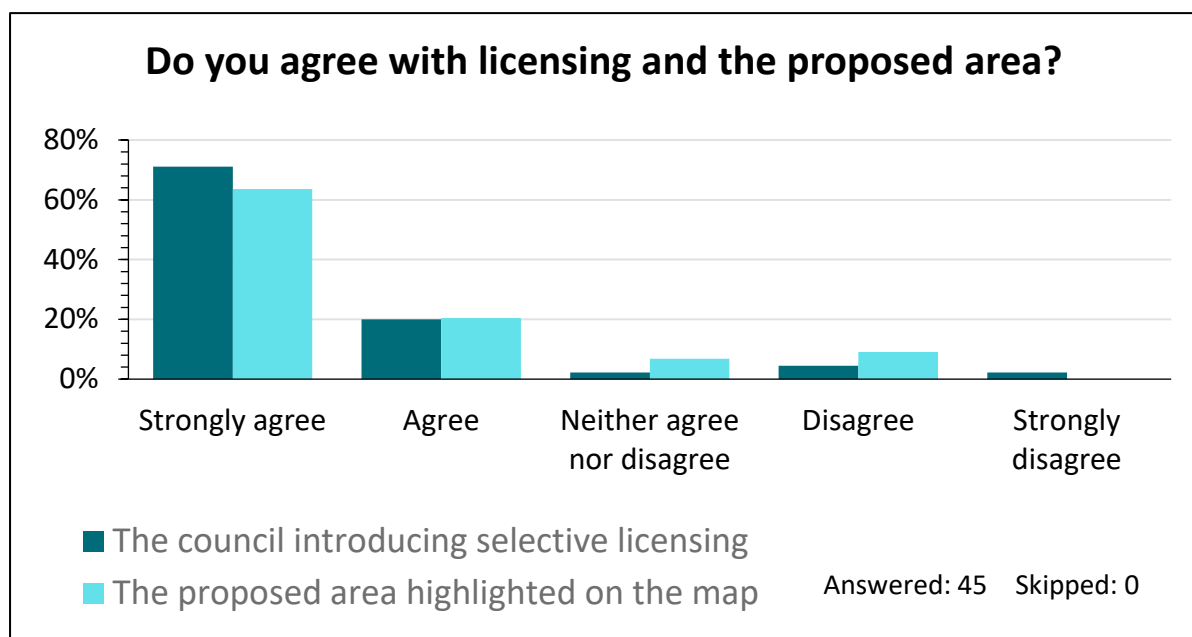 Do you agree with licensing and the proposed area?
80%
60%
40%
20%
0%
Strongly agree
Agree
Neither agree
nor disagree
Disagree
Strongly
disagree
The council introducing selective licensing
The proposed area highlighted on the map
Answered: 45 Skipped: 0